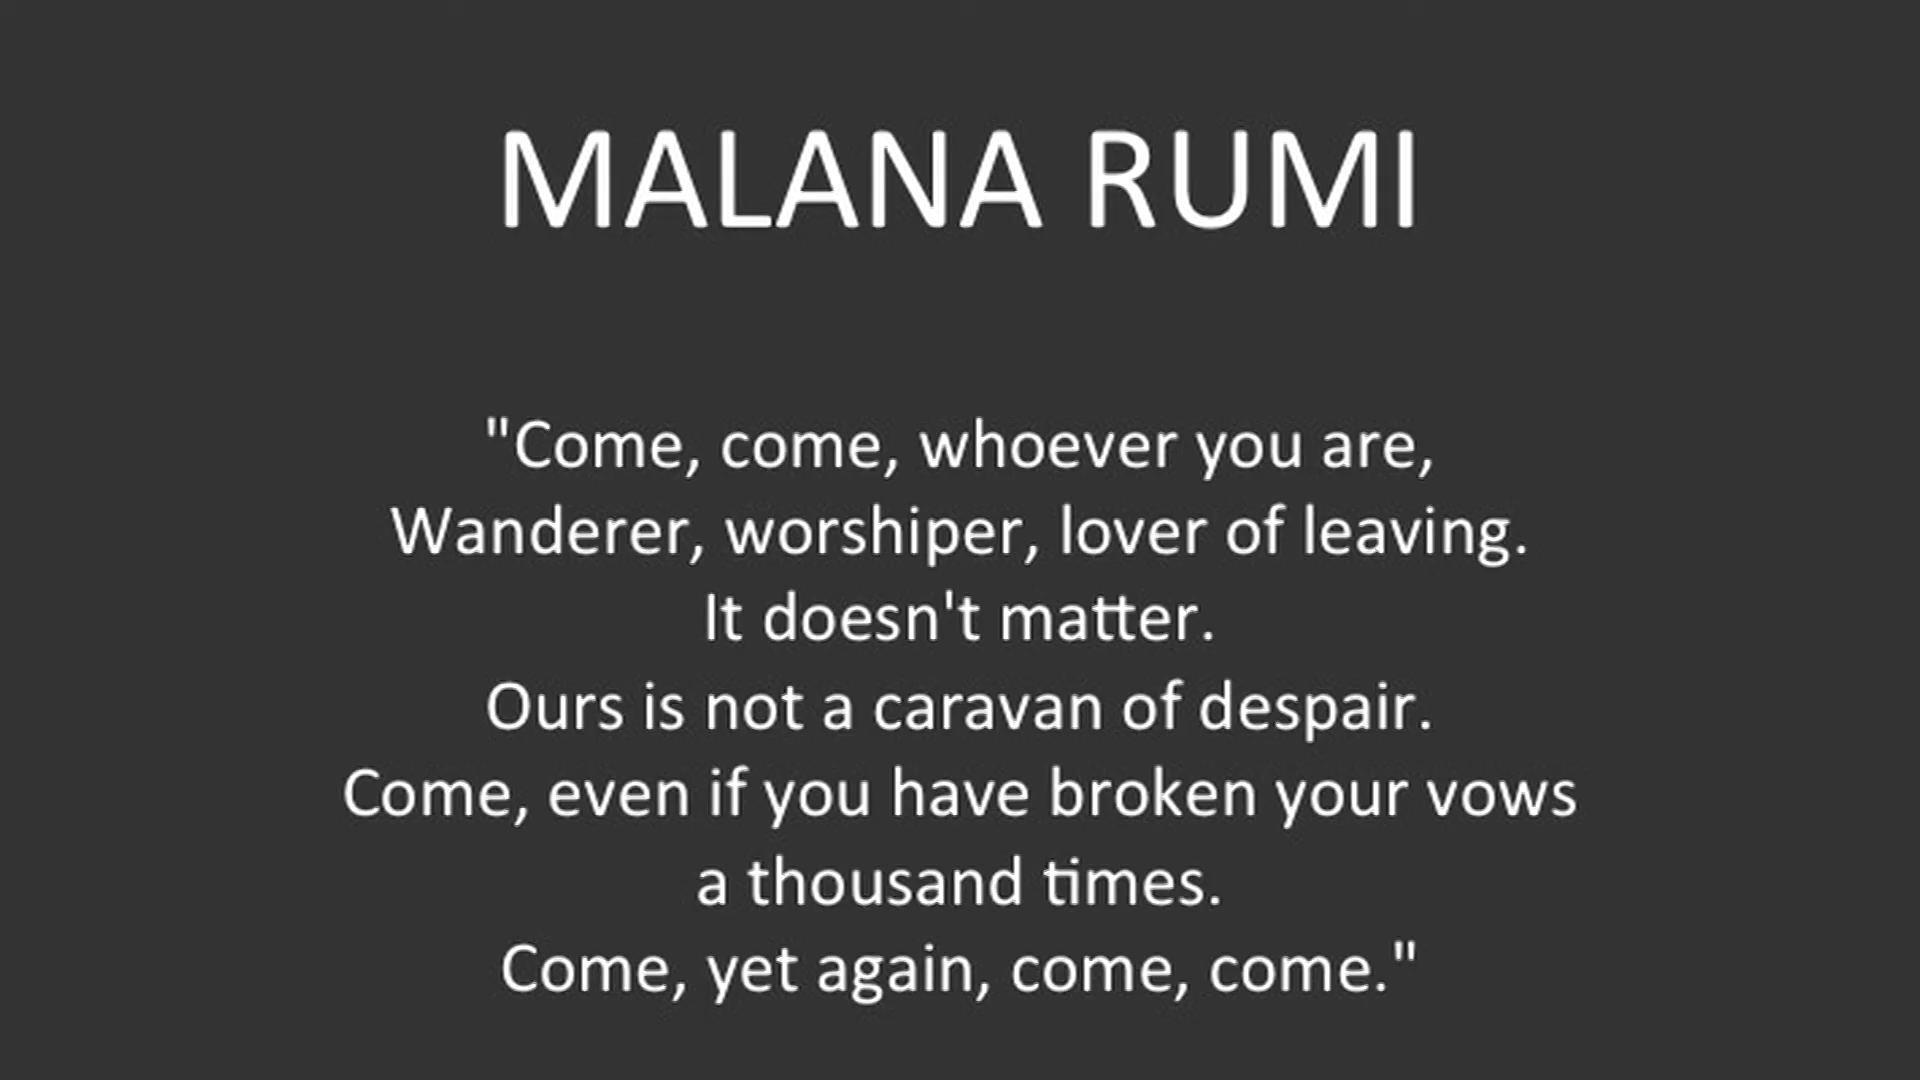 MALANA RUMI
"Come, come, whoever you are,
Wanderer, worshiper, lover of leaving.
It doesn't matter.
Ours is not a caravan of despair.
Come, even if you have broken your vows
a thousand times.
Come, yet again, come, come."